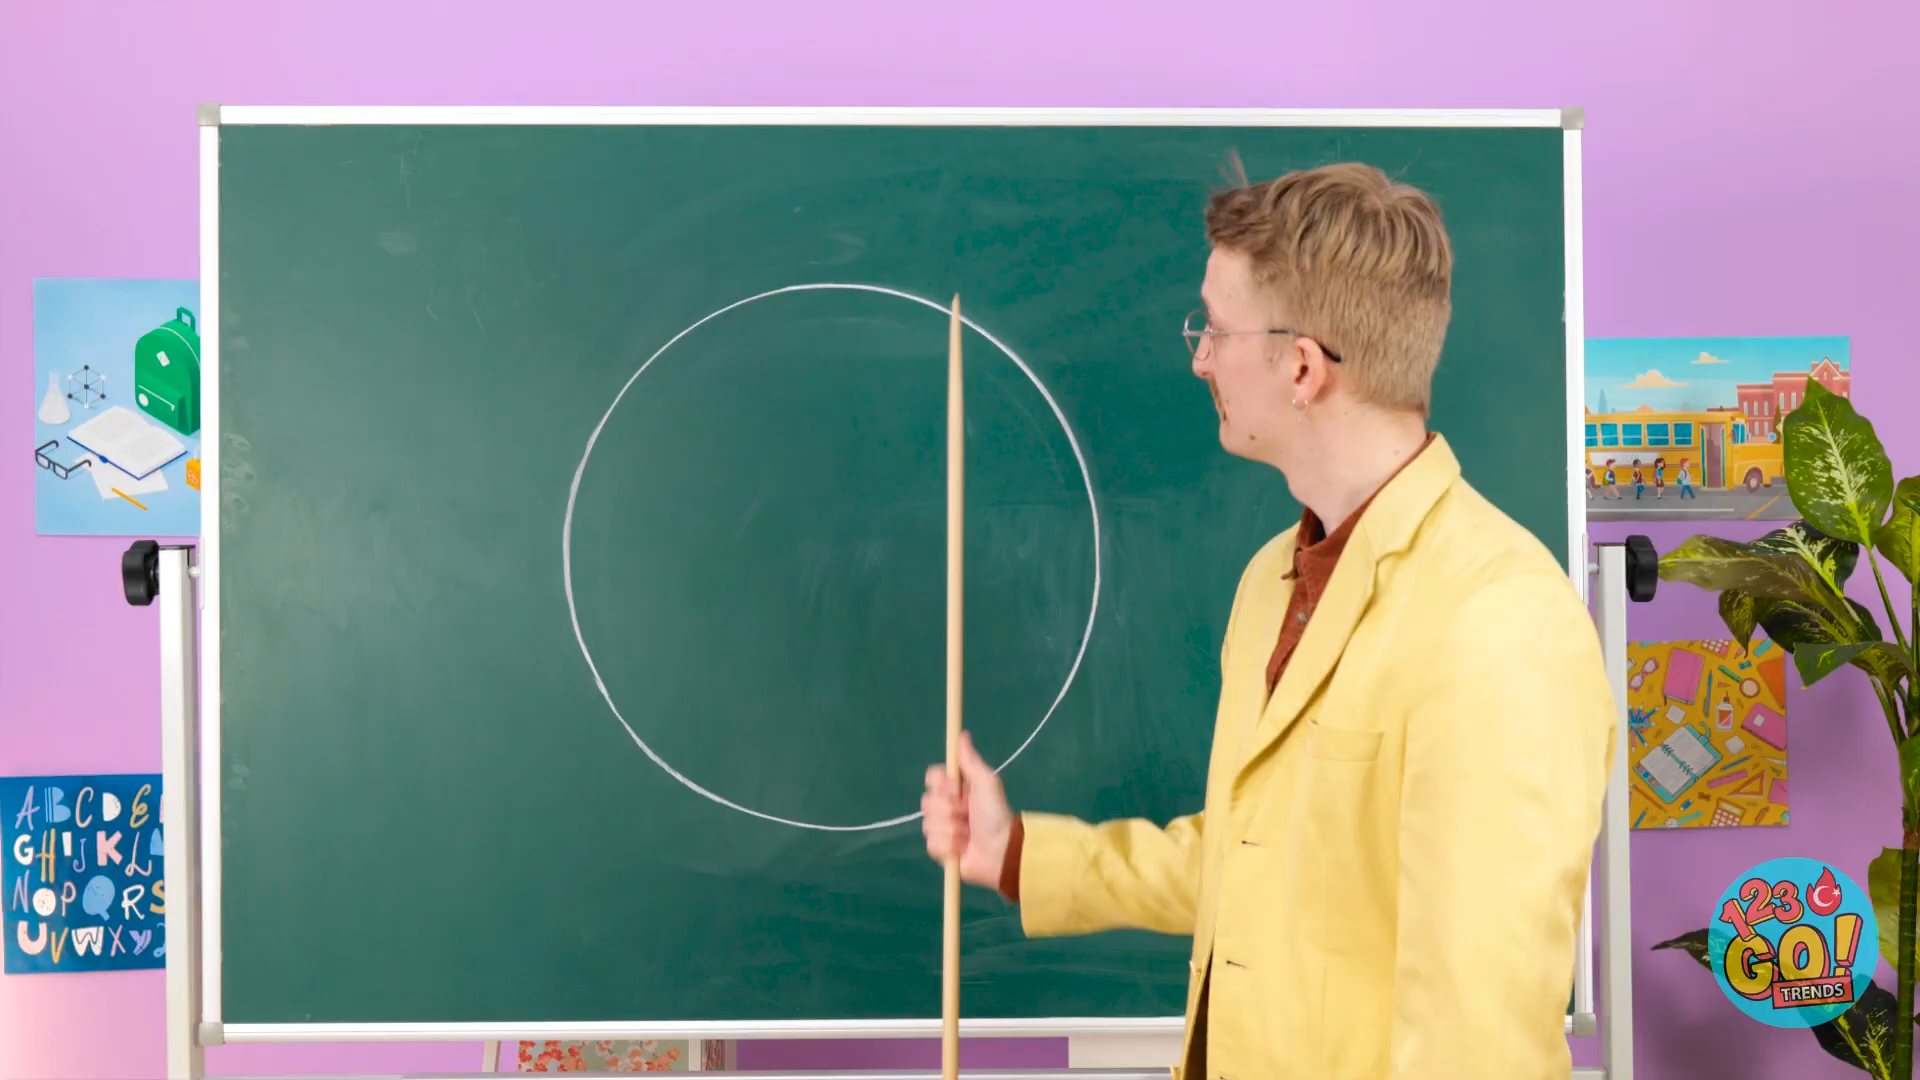 A B C D E
G H I J K L
N O P Q R S
U V W X Y Z
123
GO!
TRENDS